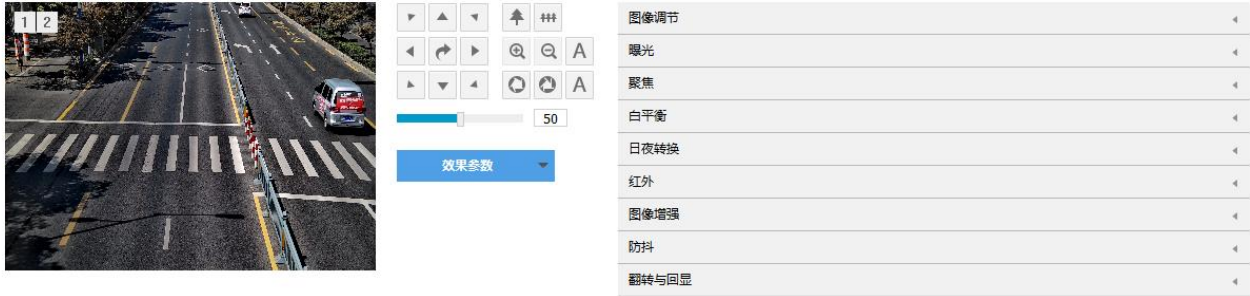 1 2
A
A
50
效果参数
图像调节
曝光
聚焦
白平衡
日夜转换
红外
图像增强
防抖
翻转与回显